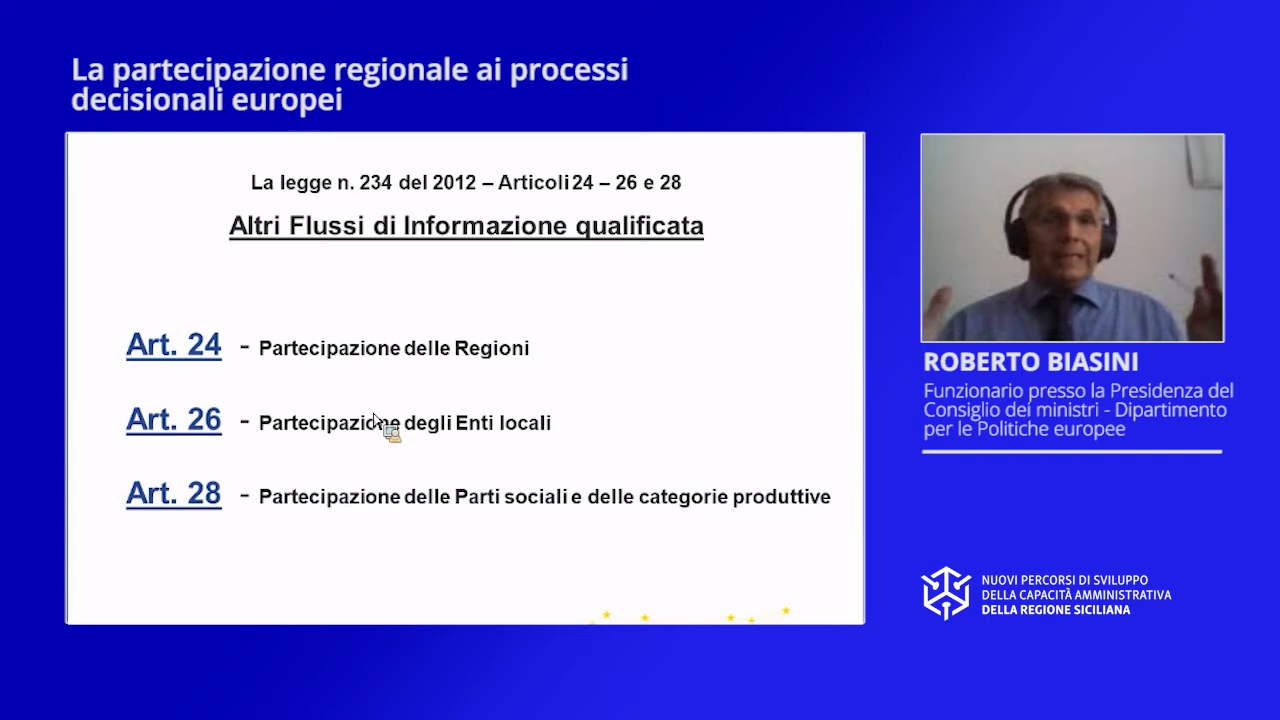 La partecipazione regionale ai processi
decisionali europei
La legge n. 234 del 2012 – Articoli 24 – 26 e 28
Altri Flussi di Informazione qualificata
Art. 24 - Partecipazione delle Regioni
Art. 26 - Partecipazione degli Enti locali
Art. 28 - Partecipazione delle Parti sociali e delle categorie produttive
ROBERTO BIASINI
Funzionario presso la Presidenza del
Consiglio dei ministri - Dipartimento
per le Politiche europee
NUOVI PERCORSI DI SVILUPPO
DELLA CAPACITÀ AMMINISTRATIVA
DELLA REGIONE SICILIANA